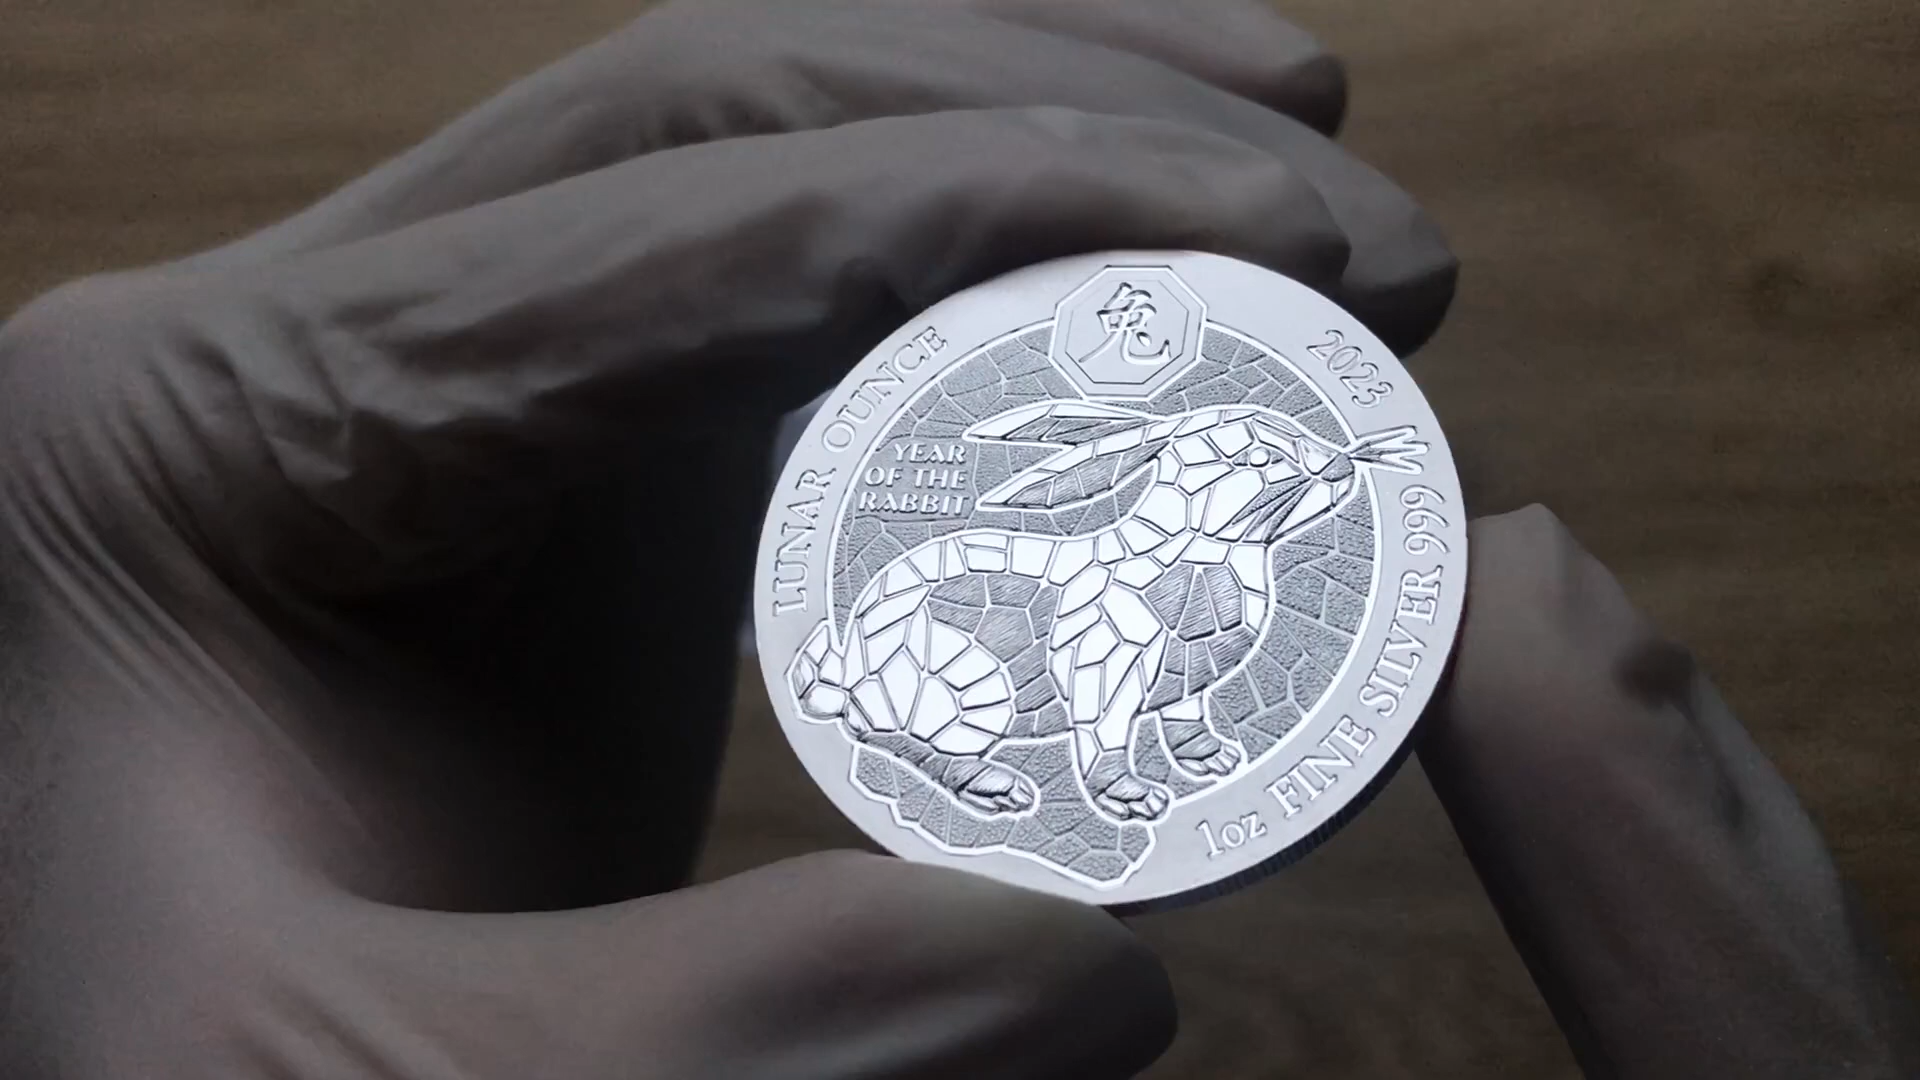 兔
LUNAR OUNCE
2023
YEAR
OF THE
RABBIT
1oz FINE SILVER 999